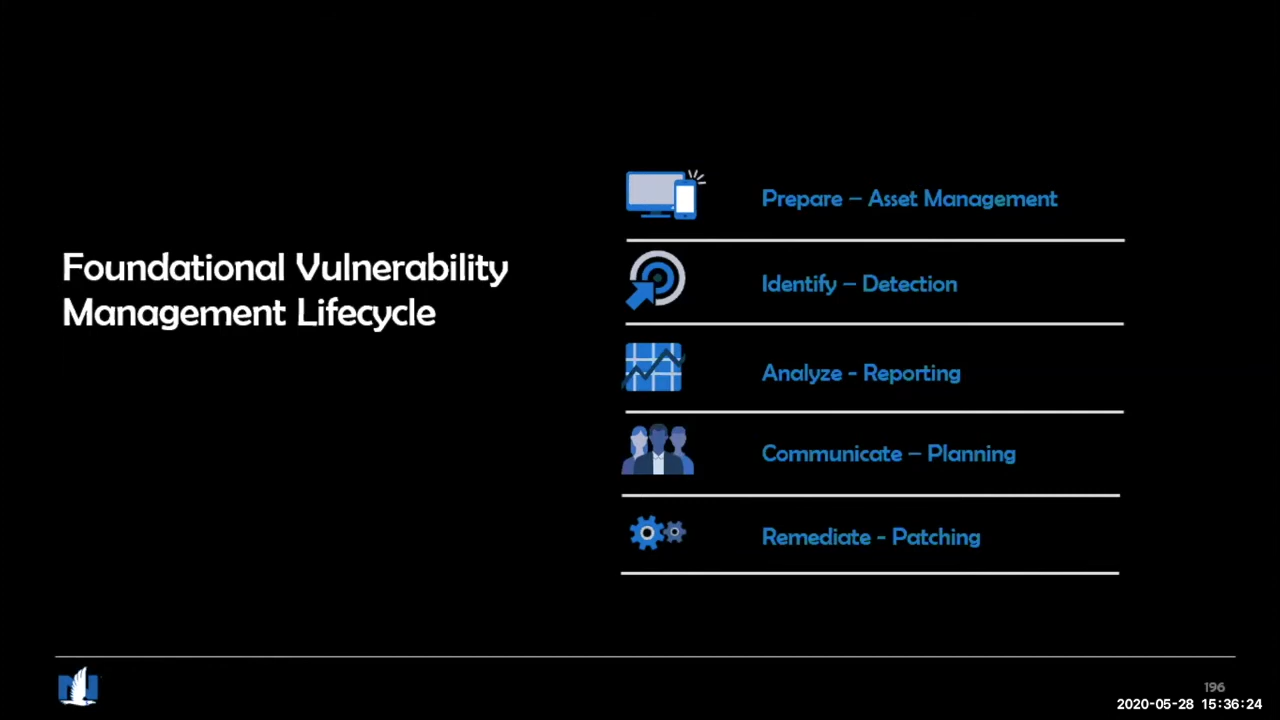 Foundational Vulnerability
Management Lifecycle
Prepare – Asset Management
Identify – Detection
Analyze - Reporting
Communicate – Planning
Remediate - Patching
N
196
2020-05-28 15:36:24